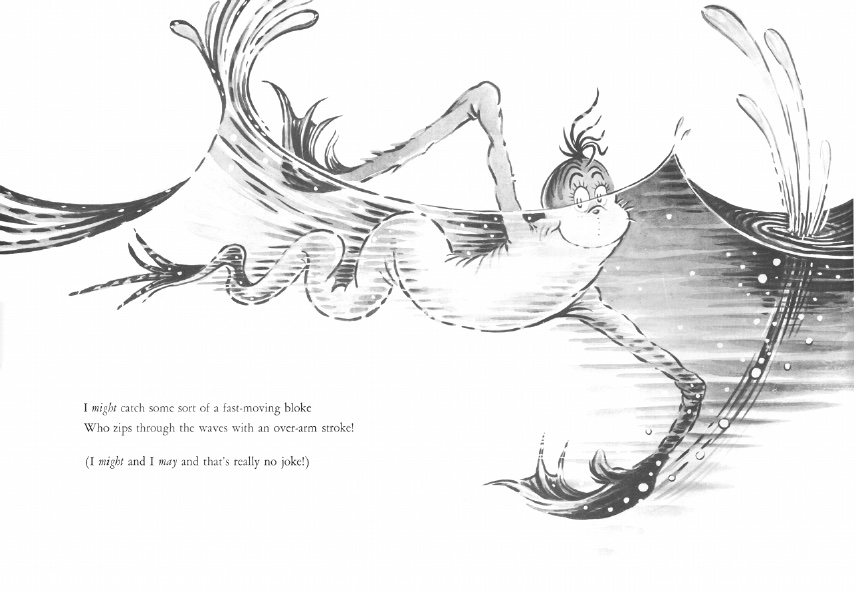 I might catch some sort of a fast-moving bloke
Who zips through the waves with an over-arm stroke!
(I might and I may and that's really no joke!)